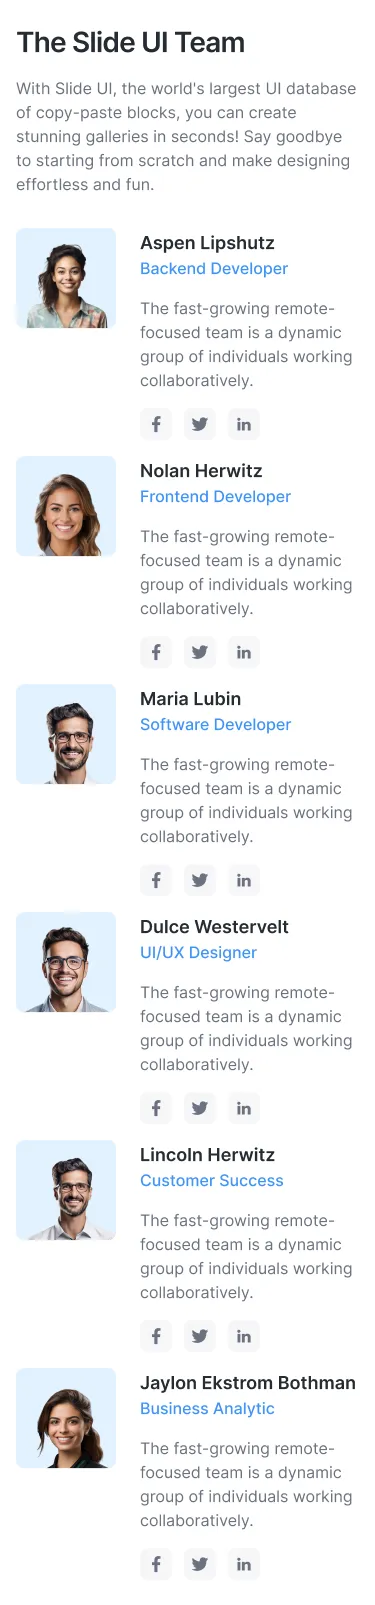 The Slide UI Team
With Slide UI, the world's largest UI database
of copy-paste blocks, you can create
stunning galleries in seconds! Say goodbye
to starting from scratch and make designing
effortless and fun.
Aspen Lipshutz
Backend Developer
The fast-growing remote-
focused team is a dynamic
group of individuals working
collaboratively.
Nolan Herwitz
Frontend Developer
The fast-growing remote-
focused team is a dynamic
group of individuals working
collaboratively.
Maria Lubin
Software Developer
The fast-growing remote-
focused team is a dynamic
group of individuals working
collaboratively.
Dulce Westervelt
UI/UX Designer
The fast-growing remote-
focused team is a dynamic
group of individuals working
collaboratively.
Lincoln Herwitz
Customer Success
The fast-growing remote-
focused team is a dynamic
group of individuals working
collaboratively.
Jaylon Ekstrom Bothman
Business Analytic
The fast-growing remote-
focused team is a dynamic
group of individuals working
collaboratively.